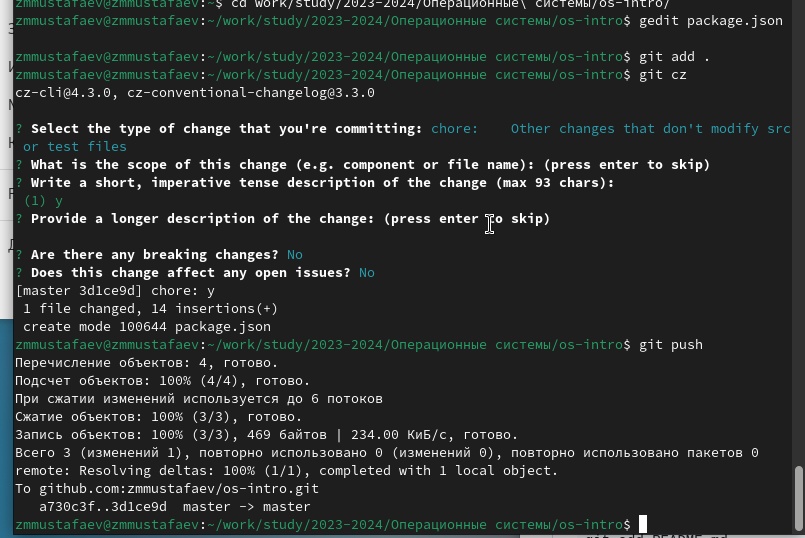 zmmustafaev@zmmustafaev:~$ cd work/study/2023-2024/Операционные\ системы/os-intro/
zmmustafaev@zmmustafaev:~/work/study/2023-2024/Операционные системы/os-intro$ gedit package.json
zmmustafaev@zmmustafaev:~/work/study/2023-2024/Операционные системы/os-intro$ git add .
zmmustafaev@zmmustafaev:~/work/study/2023-2024/Операционные системы/os-intro$ git cz
cz-cli@4.3.0, cz-conventional-changelog@3.3.0
? Select the type of change that you're committing: chore:    Other changes that don't modify src
 or test files
? What is the scope of this change (e.g. component or file name): (press enter to skip)
? Write a short, imperative tense description of the change (max 93 chars):
 (1) y
? Provide a longer description of the change: (press enter to skip)
? Are there any breaking changes? No
? Does this change affect any open issues? No
[master 3d1ce9d] chore: y
 1 file changed, 14 insertions(+)
 create mode 100644 package.json
zmmustafaev@zmmustafaev:~/work/study/2023-2024/Операционные системы/os-intro$ git push
Перечисление объектов: 4, готово.
Подсчет объектов: 100% (4/4), готово.
При сжатии изменений используется до 6 потоков
Сжатие объектов: 100% (3/3), готово.
Запись объектов: 100% (3/3), 469 байтов | 234.00 КиБ/с, готово.
Всего 3 (изменений 1), повторно использовано 0 (изменений 0), повторно использовано пакетов 0
remote: Resolving deltas: 100% (1/1), completed with 1 local object.
To github.com:zmmustafaev/os-intro.git
   a730c3f..3d1ce9d  master -> master
zmmustafaev@zmmustafaev:~/work/study/2023-2024/Операционные системы/os-intro$